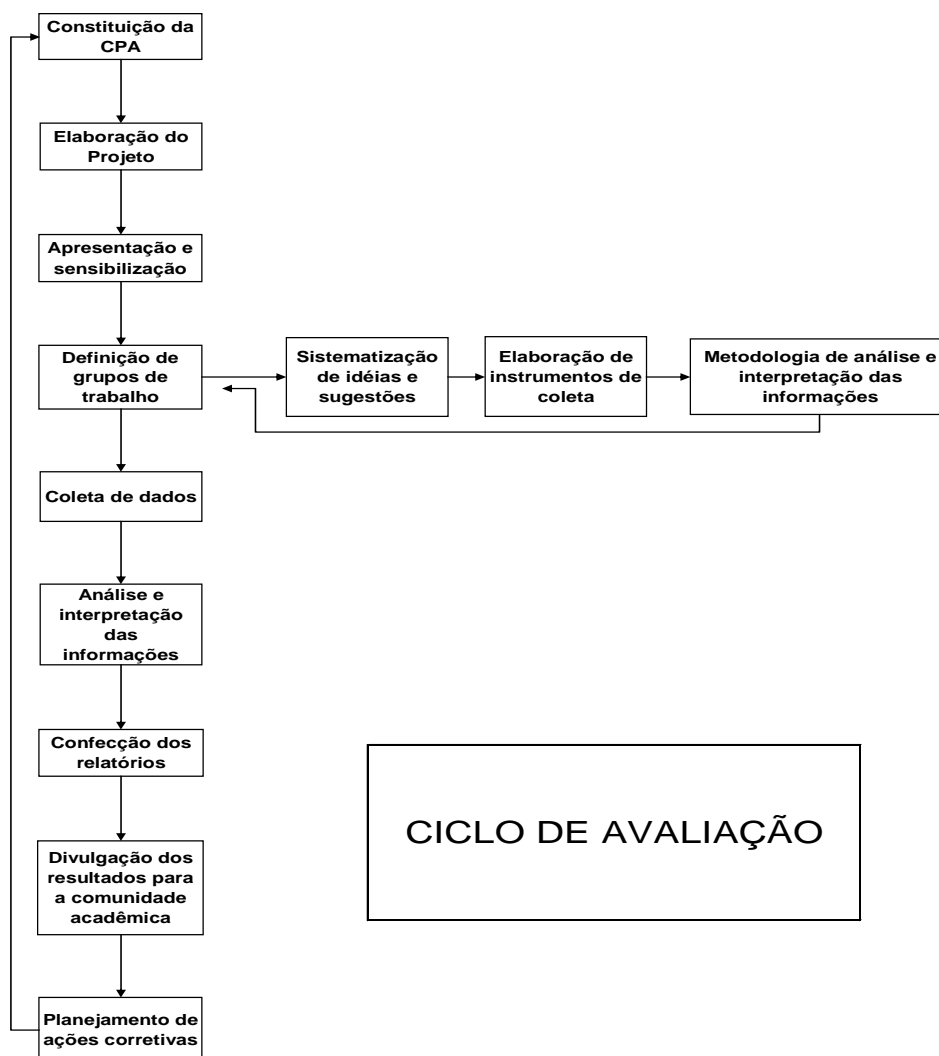 Constituição da
CPA
Elaboração do
Projeto
Apresentação e
sensibilização
Definição de
grupos de
trabalho
Sistematização
de idéias e
sugestões
Elaboração de
instrumentos de
coleta
Metodologia de análise e
interpretação das
informações
Coleta de dados
Análise e
interpretação
das
informações
Confecção dos
relatórios
CICLO DE AVALIAÇÃO
Divulgação dos
resultados para
a comunidade
acadêmica
Planejamento de
ações corretivas